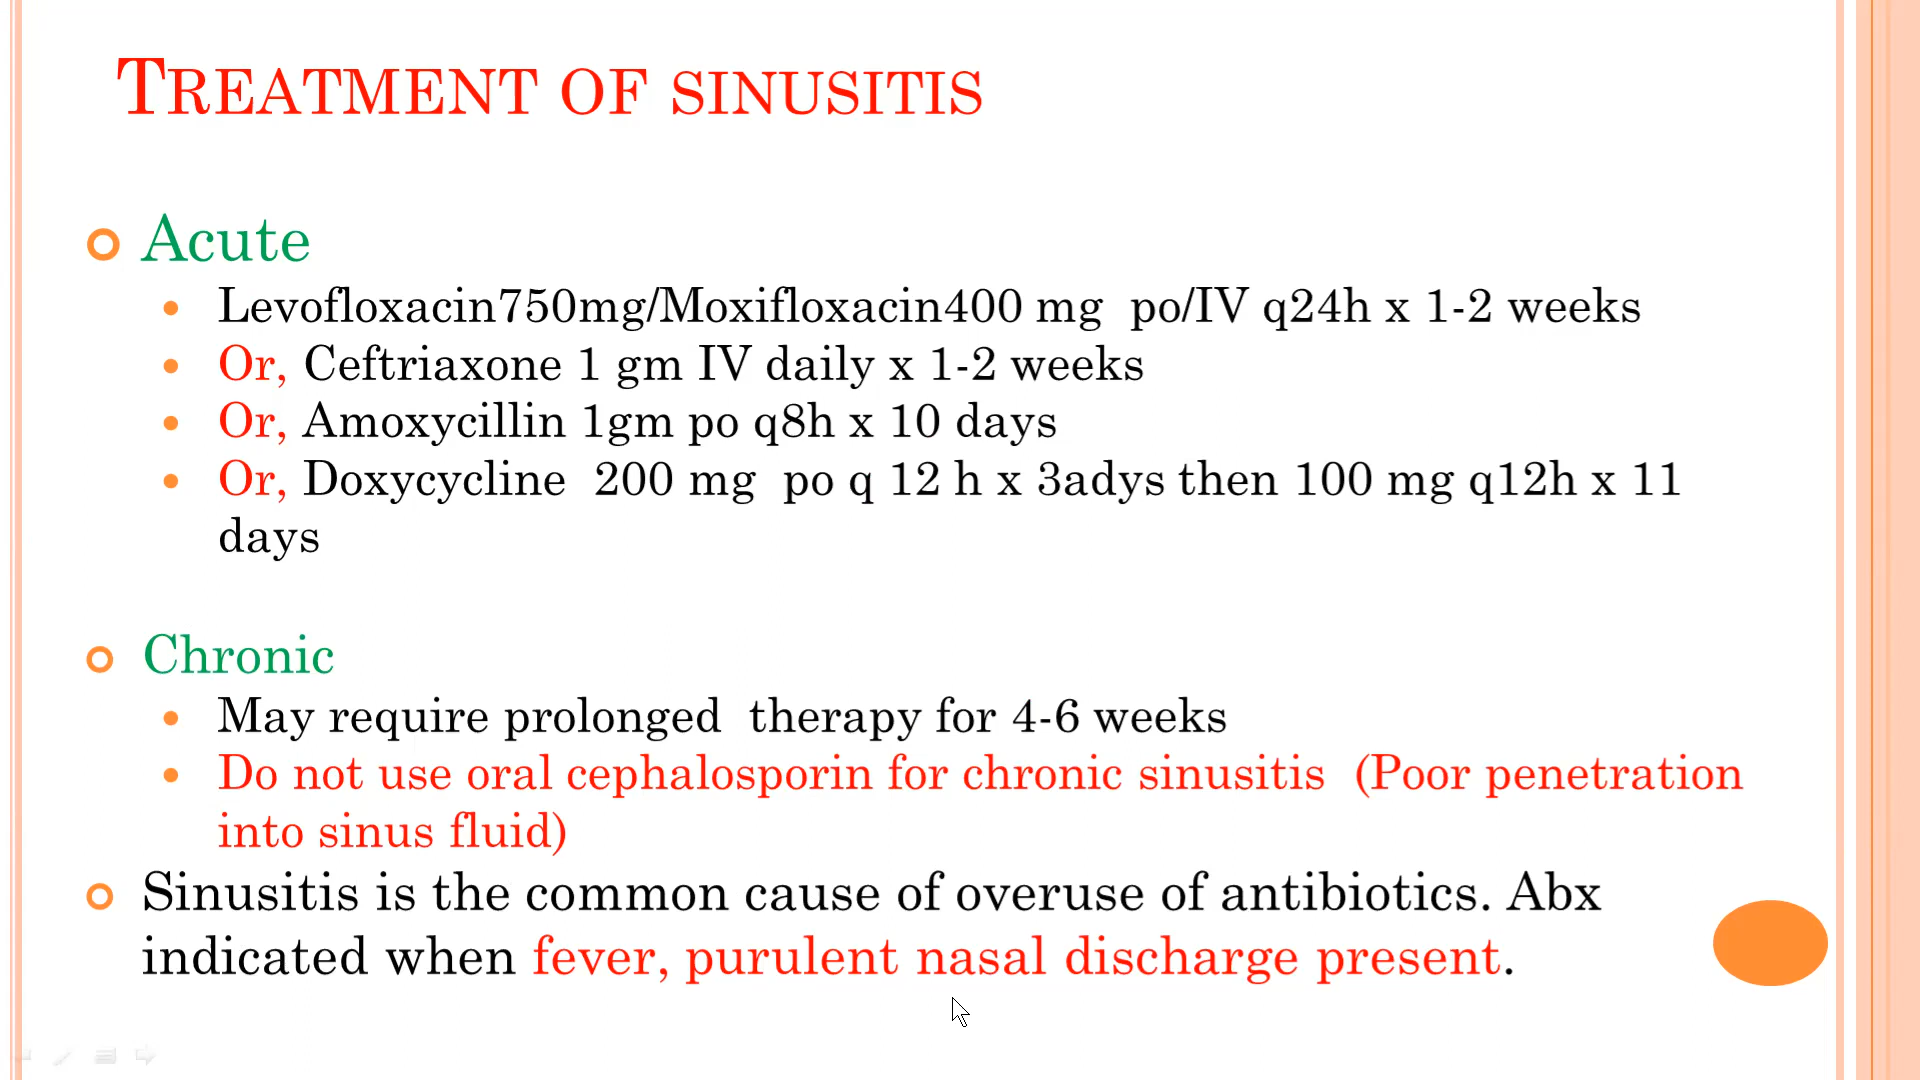 TREATMENT OF SINUSITIS
Acute
Levofloxacin750mg/Moxifloxacin400 mg  po/IV q24h x 1-2 weeks
Or, Ceftriaxone 1 gm IV daily x 1-2 weeks
Or, Amoxycillin 1gm po q8h x 10 days
Or, Doxycycline  200 mg  po q 12 h x 3adys then 100 mg q12h x 11
days
Chronic
May require prolonged  therapy for 4-6 weeks
Do not use oral cephalosporin for chronic sinusitis  (Poor penetration
into sinus fluid)
Sinusitis is the common cause of overuse of antibiotics. Abx
indicated when fever, purulent nasal discharge present.